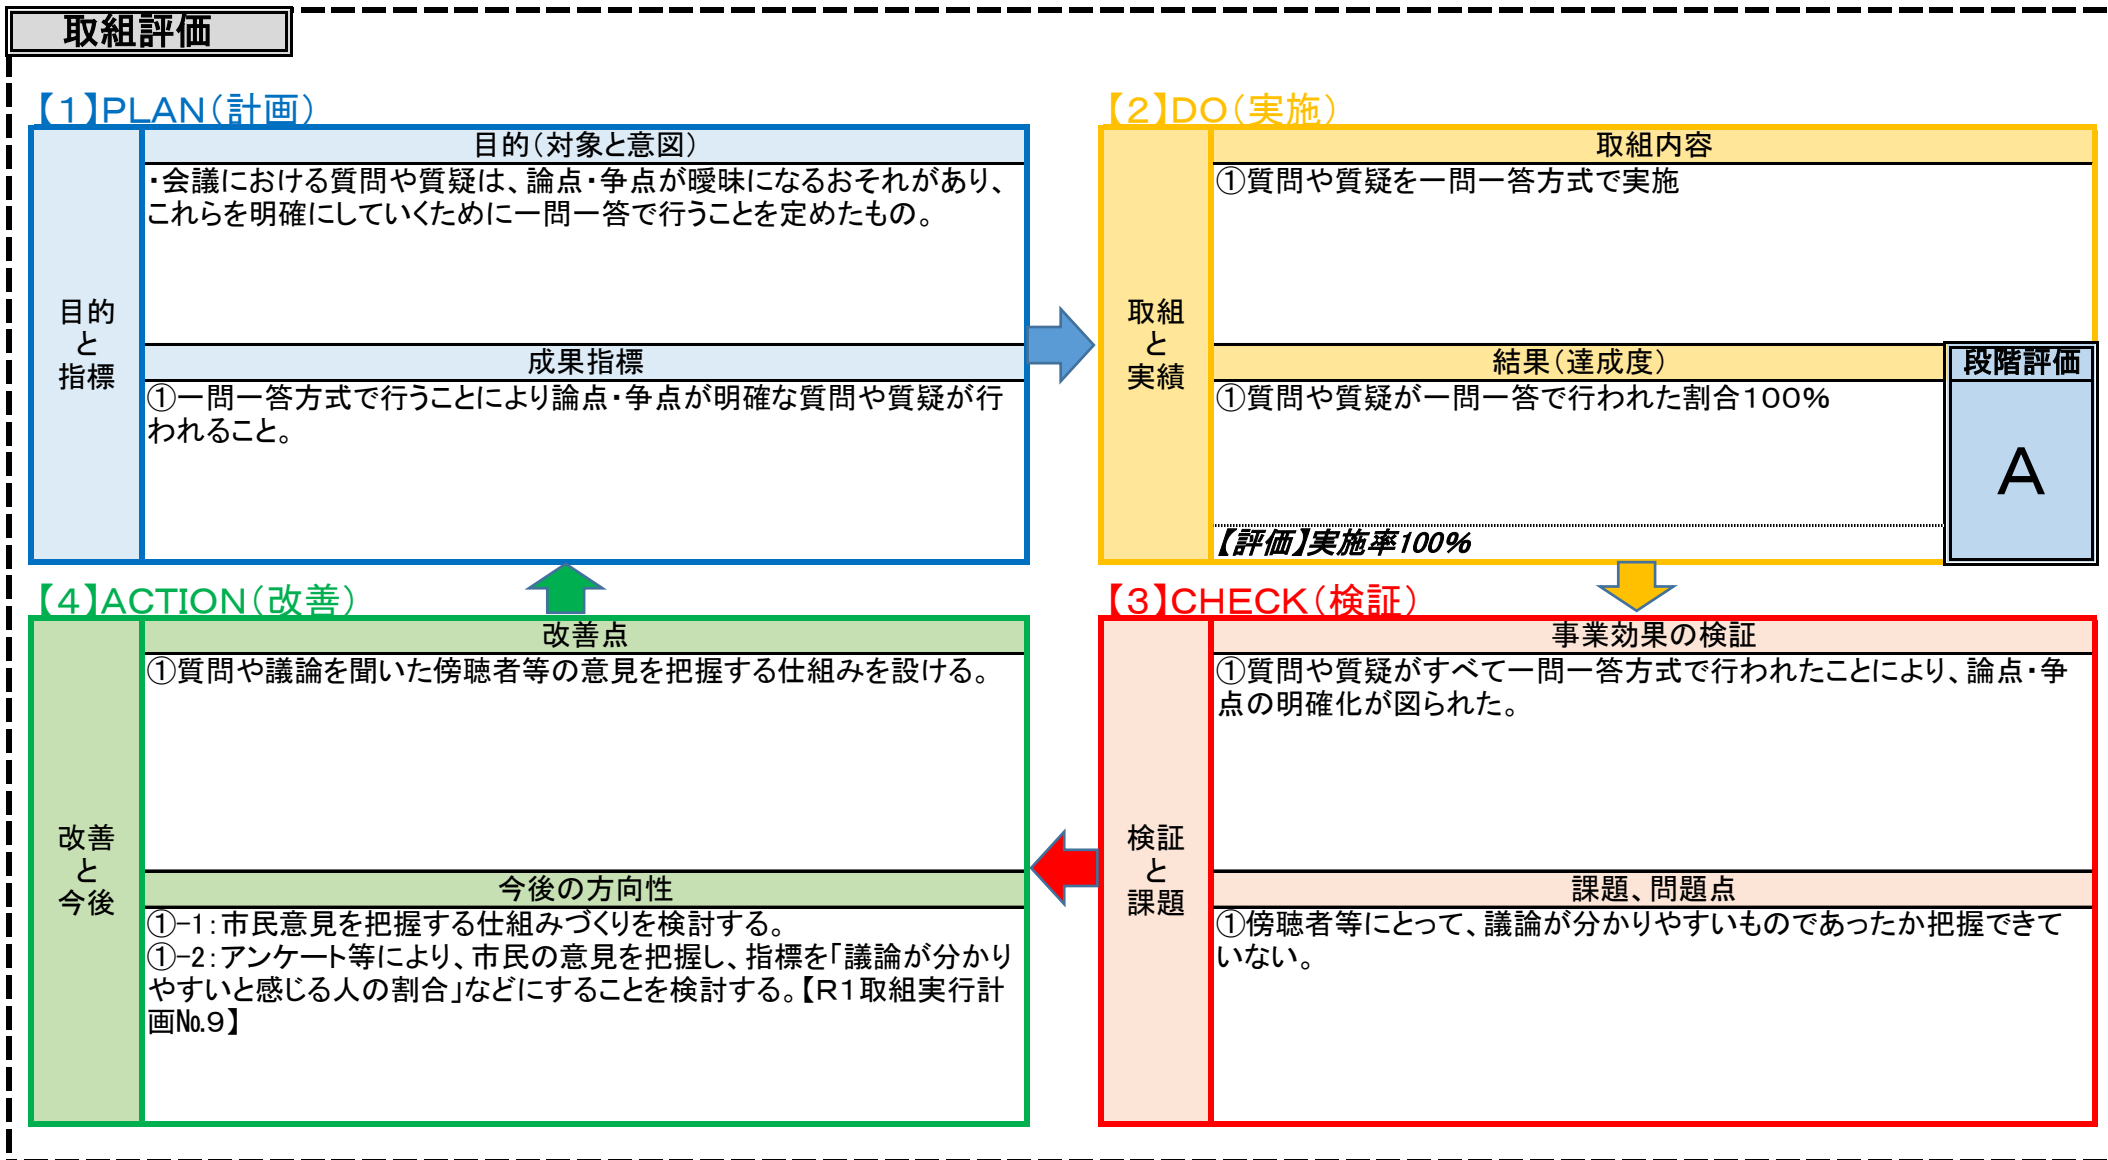 取組評価
【1】PLAN(計画)
目的
と
指標
目的(対象と意図)
・会議における質問や質疑は、論点・争点が曖昧になるおそれがあり、
これらを明確にしていくために一問一答で行うことを定めたもの。
成果指標
①一問一答方式で行うことにより論点・争点が明確な質問や質疑が行
われること。
【2】DO(実施)
取組
と
実績
取組内容
①質問や質疑を一問一答方式で実施
結果(達成度)
①質問や質疑が一問一答で行われた割合100%
【評価】実施率100%
段階評価
A
【3】CHECK(検証)
検証
と
課題
事業効果の検証
①質問や質疑がすべて一問一答方式で行われたことにより、論点・争
点の明確化が図られた。
課題、問題点
①傍聴者等にとって、議論が分かりやすいものであったか把握できて
いない。
【4】ACTION(改善)
改善
と
今後
改善点
①質問や議論を聞いた傍聴者等の意見を把握する仕組みを設ける。
今後の方向性
①-1:市民意見を把握する仕組みづくりを検討する。
①-2:アンケート等により、市民の意見を把握し、指標を「議論が分かり
やすいと感じる人の割合」などにすることを検討する。【R1取組実行計
画№9】